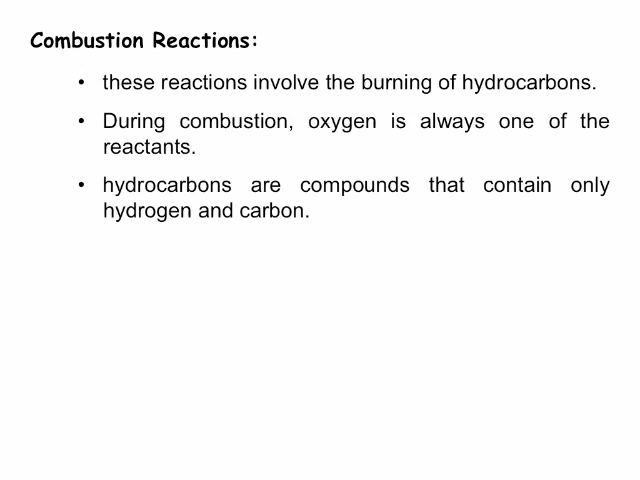 Combustion Reactions:
• these reactions involve the burning of hydrocarbons.
• During combustion, oxygen is always one of the
reactants.
• hydrocarbons are compounds that contain only
hydrogen and carbon.